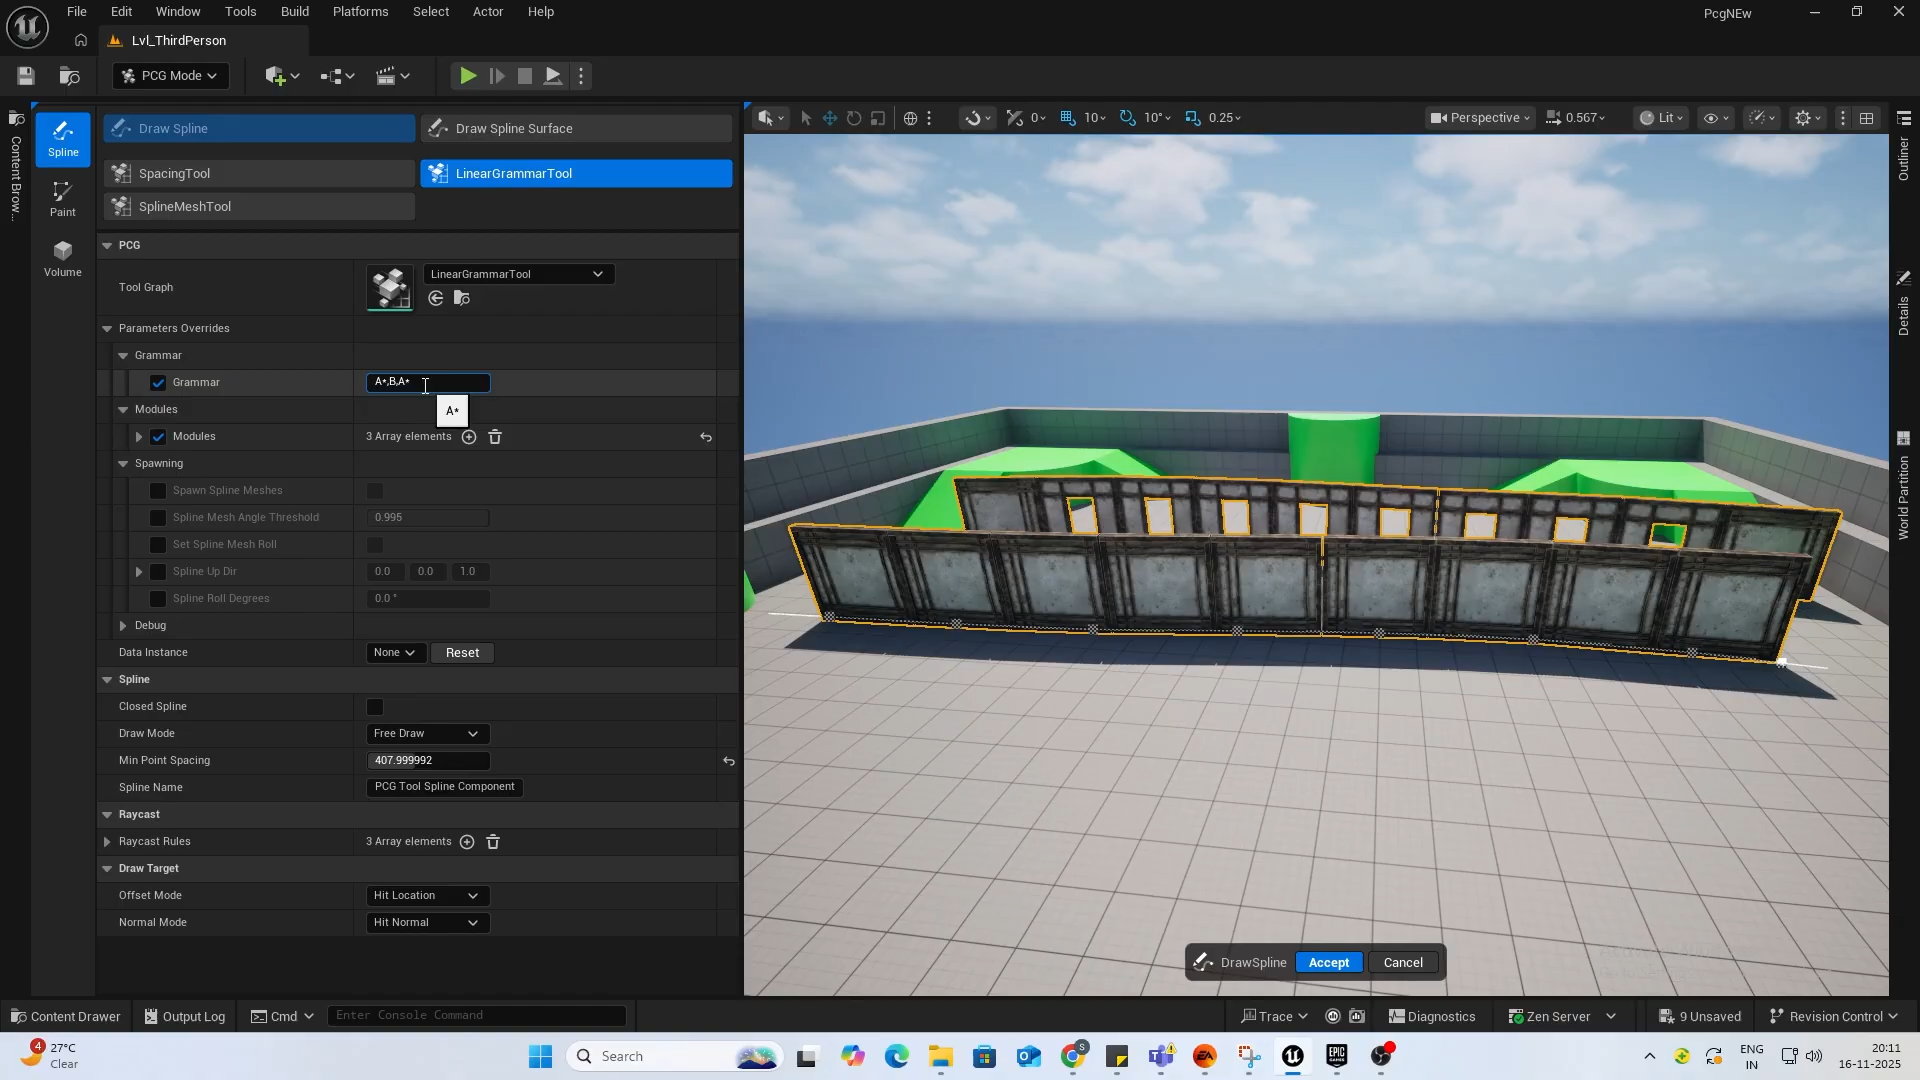 File Edit Window Tools Build Platforms Select Actor Help
PcgNEw
Lvl_ThirdPerson
PCG Mode
Content Brow...
Spline
Paint
Volume
Draw Spline
Draw Spline Surface
SpacingTool
LinearGrammarTool
SplineMeshTool
PCG
Tool Graph
LinearGrammarTool
Parameters Overrides
Grammar
Grammar
A*,B,A*
A*
Modules
Modules
3 Array elements
Spawning
Spawn Spline Meshes
Spline Mesh Angle Threshold
0.995
Set Spline Mesh Roll
Spline Up Dir
0.0 0.0 1.0
Spline Roll Degrees
0.0 °
Debug
Data Instance
None
Reset
Spline
Closed Spline
Draw Mode
Free Draw
Min Point Spacing
407.999992
Spline Name
PCG Tool Spline Component
Raycast
Raycast Rules
3 Array elements
Draw Target
Offset Mode
Hit Location
Normal Mode
Hit Normal
0 10 10° 0.25
Perspective 0.567 Lit
DrawSpline Accept Cancel
Outliner
Details
World Partition
Content Drawer Output Log Cmd Enter Console Command
Trace Diagnostics Zen Server 9 Unsaved Revision Control
4
27°C
Clear
Search
EPIC
GAMES
ENG
IN
20:11
16-11-2025